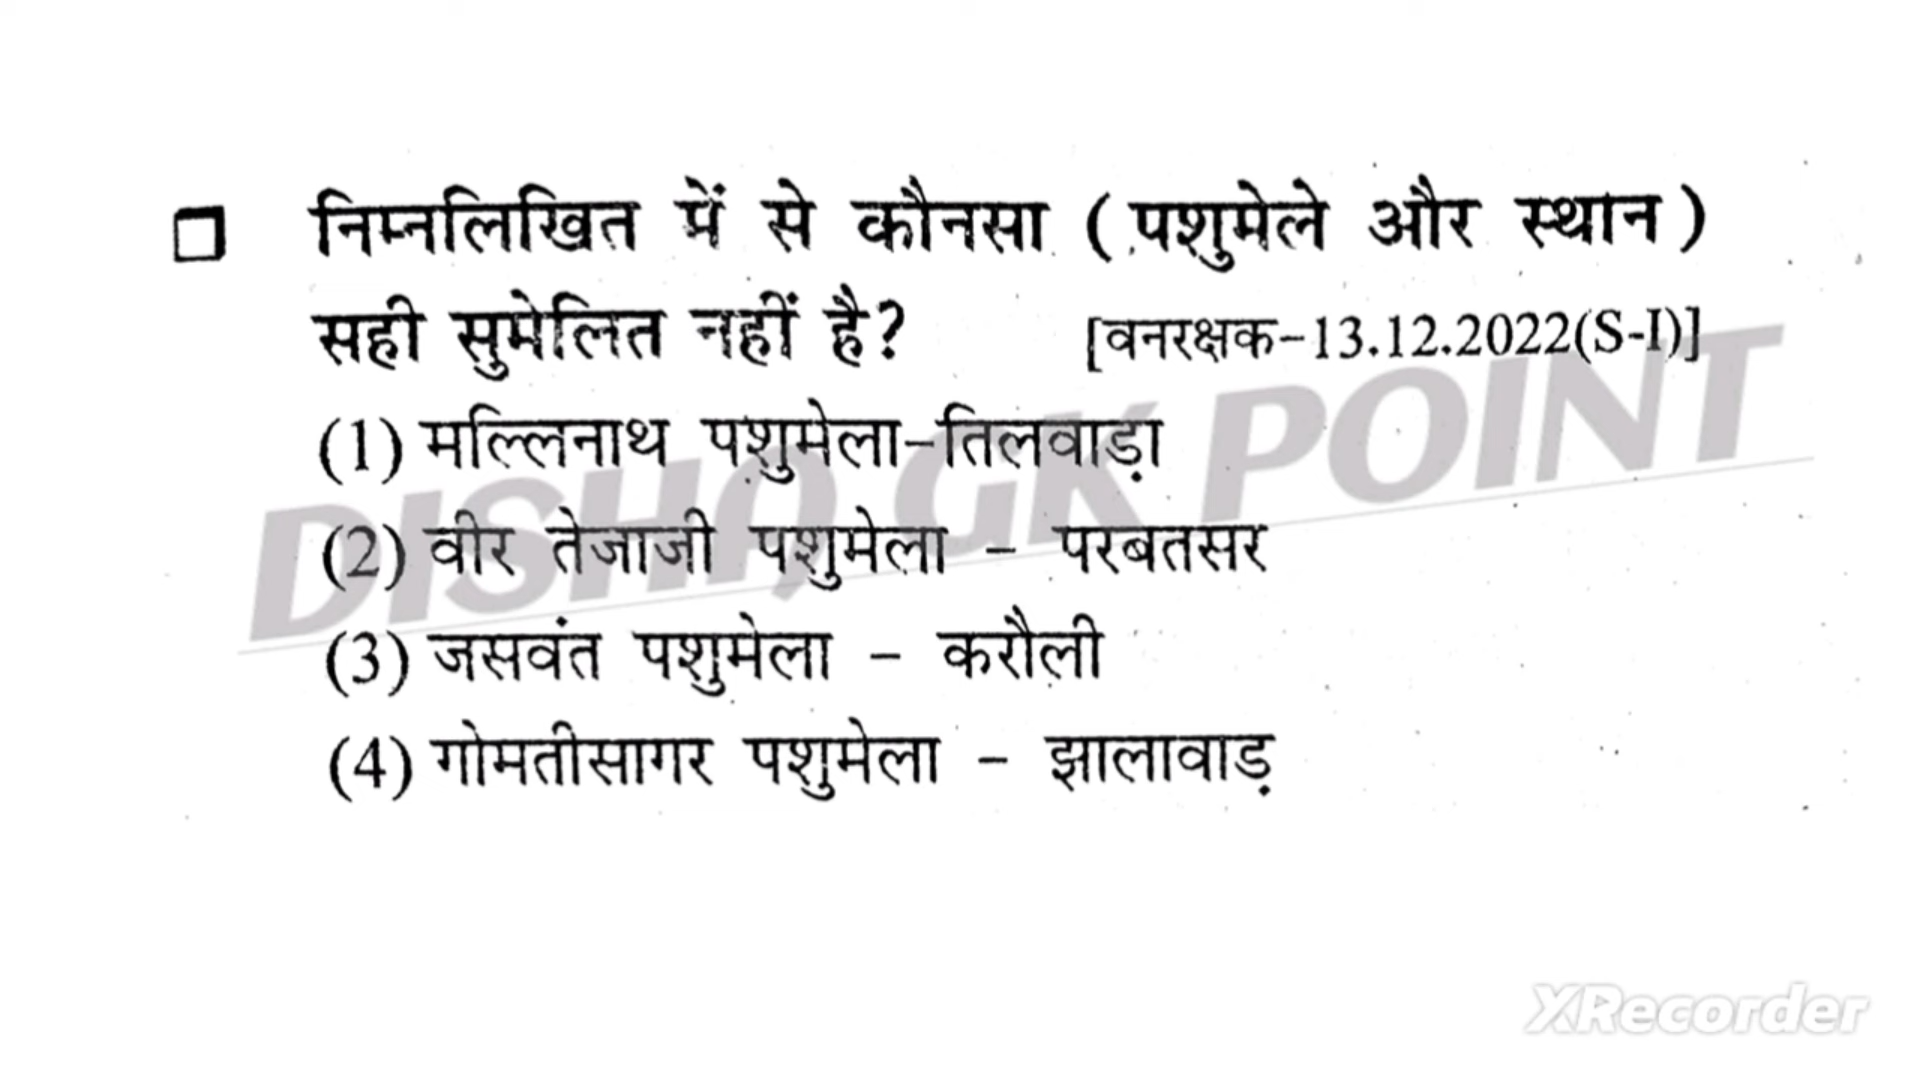 निम्नलिखित में से कौनसा (पशुमेले और स्थान)
सही सुमेलित नहीं है? [वनरक्षक-13.12.2022(S-I)]
(1) मल्लिनाथ पशुमेला-तिलवाड़ा
(2) वीर तेजाजी पशुमेला - परबतसर
(3) जसवंत पशुमेला - करौली
(4) गोमतीसागर पशुमेला - झालावाड़
DISHA GK POINT
XRecorder